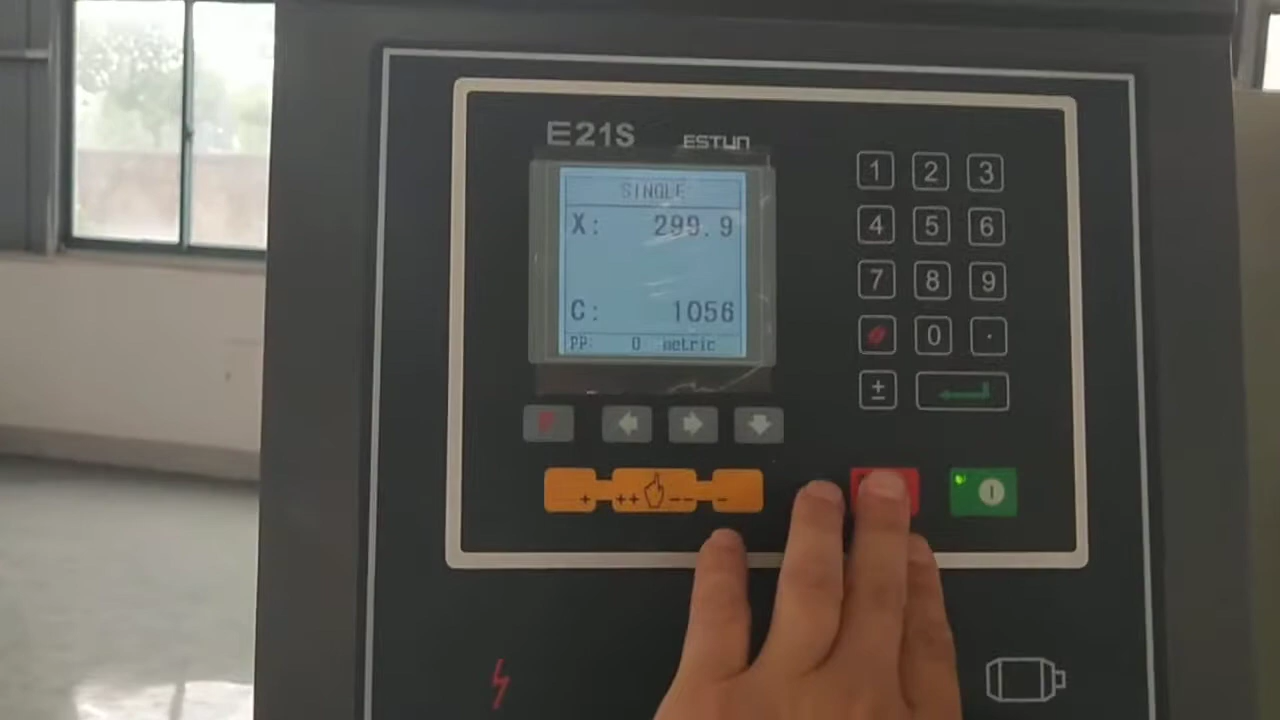 E21S ESTUN
SINGLE
X: 299.9
C: 1056
PP: 0 metric
1 2 3
4 5 6
7 8 9
0 .
±
+ ++ -- -